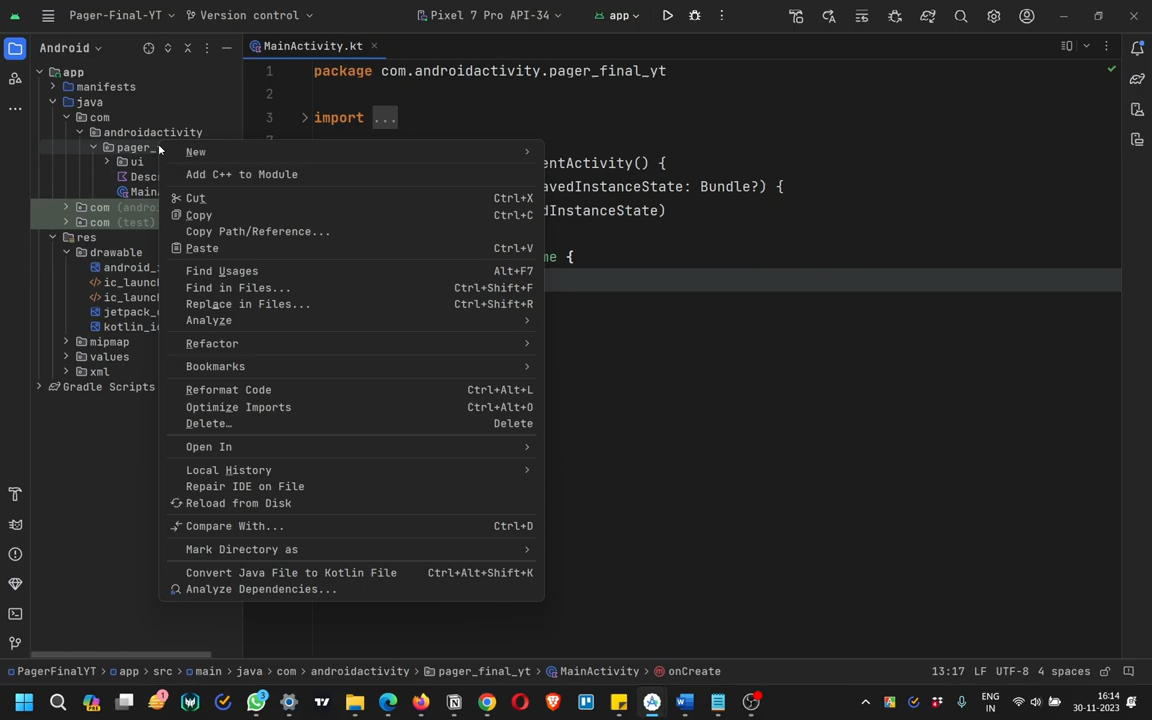 Pager-Final-YT
Version control
Pixel 7 Pro API-34
app
Android
MainActivity.kt
app
manifests
java
com
androidactivity
pager_
ui
Descr
Main
com (andro
com (test)
res
drawable
android_
ic_launc
ic_launc
jetpack_
kotlin_ic
mipmap
values
xml
Gradle Scripts
1
2
3
package com.androidactivity.pager_final_yt
import ...
entActivity() {
avedInstanceState: Bundle?) {
dInstanceState)
me {
New
Add C++ to Module
Cut Ctrl+X
Copy Ctrl+C
Copy Path/Reference...
Paste Ctrl+V
Find Usages Alt+F7
Find in Files... Ctrl+Shift+F
Replace in Files... Ctrl+Shift+R
Analyze
Refactor
Bookmarks
Reformat Code Ctrl+Alt+L
Optimize Imports Ctrl+Alt+O
Delete... Delete
Open In
Local History
Repair IDE on File
Reload from Disk
Compare With... Ctrl+D
Mark Directory as
Convert Java File to Kotlin File Ctrl+Alt+Shift+K
Analyze Dependencies...
PagerFinalYT > app > src > main > java > com > androidactivity > pager_final_yt > MainActivity > onCreate
13:17 LF UTF-8 4 spaces
ENG
IN
16:14
30-11-2023